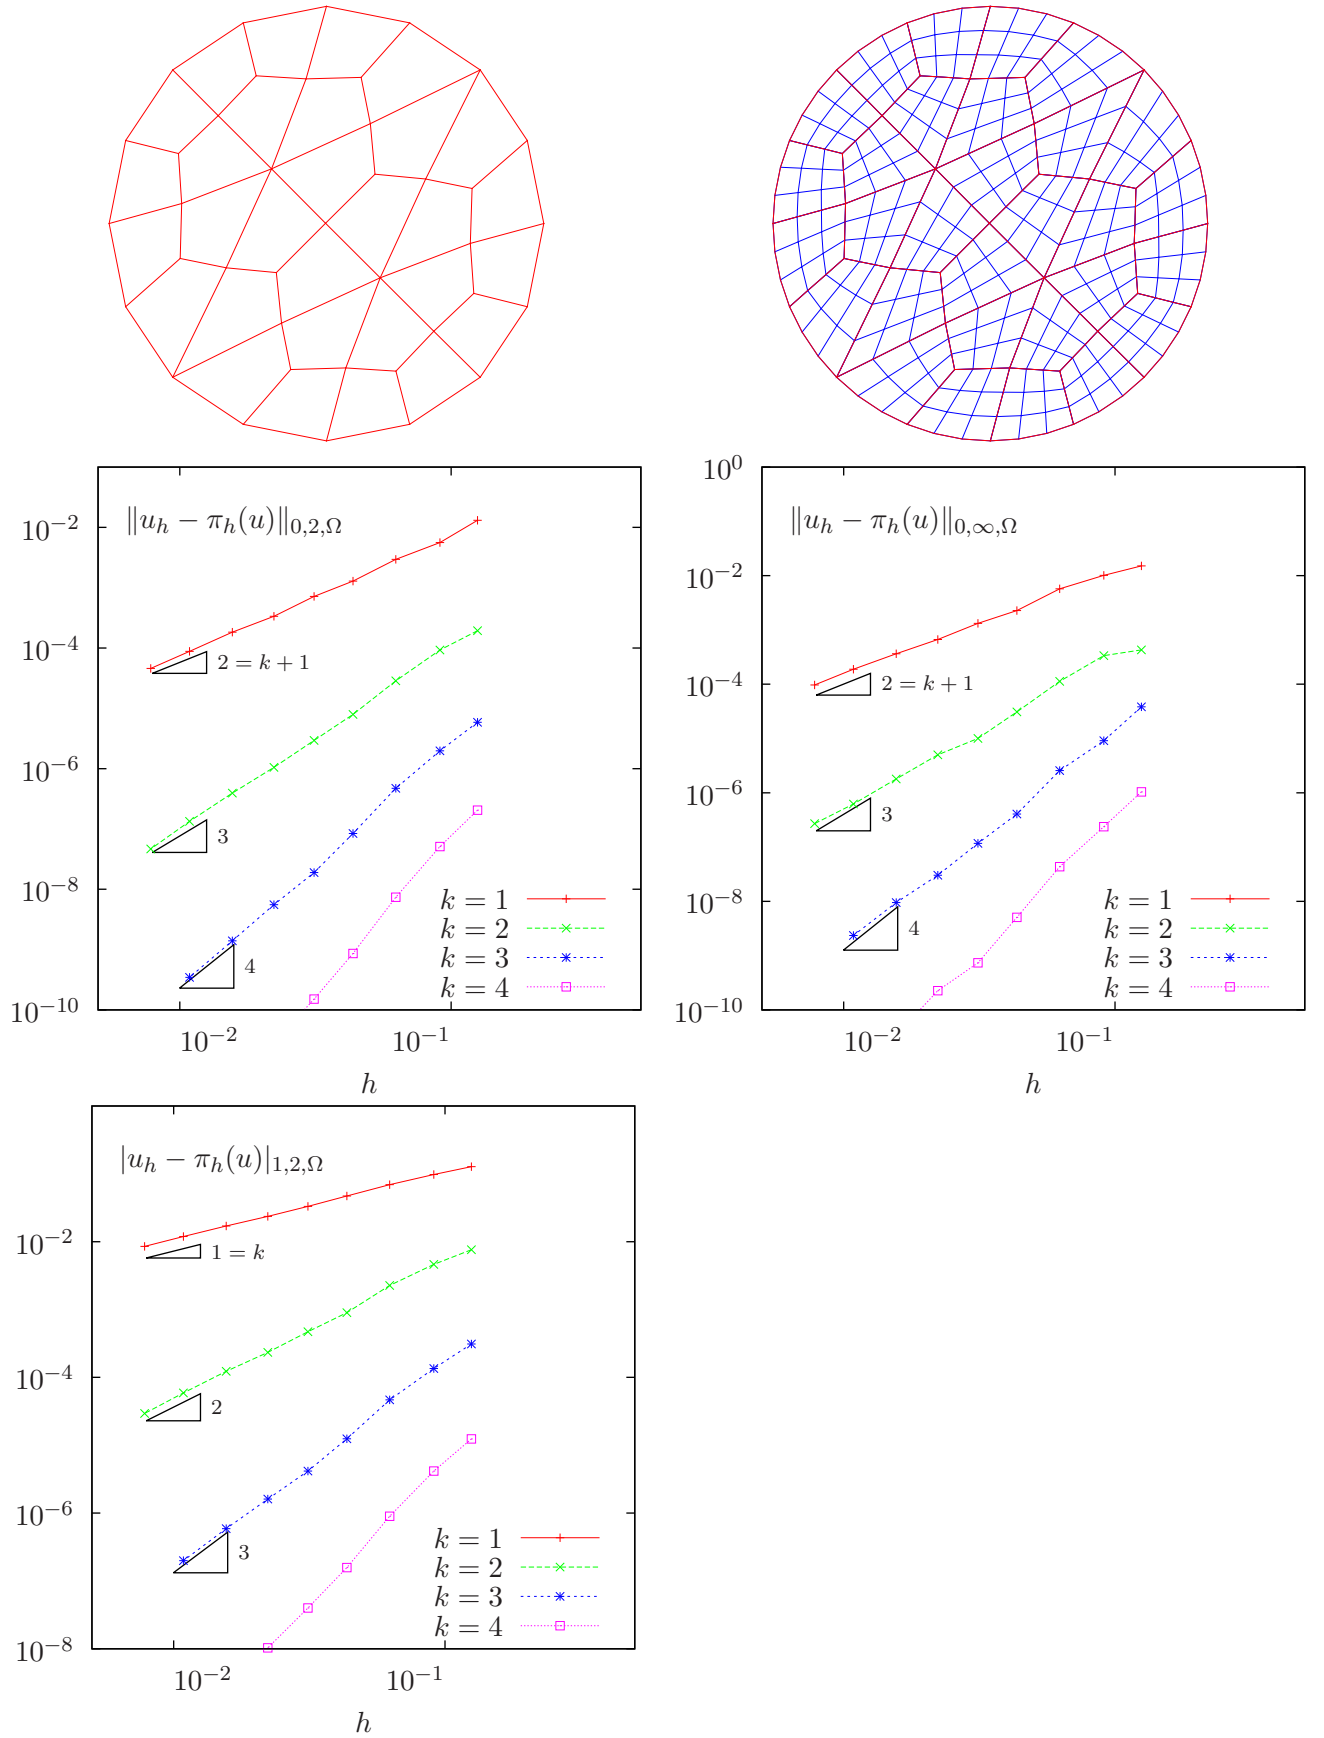 ‖u_h − π_h(u)‖_{0,2,Ω}
10^{-2}
10^{-4}
10^{-6}
10^{-8}
10^{-10}
2 = k + 1
3
4
k = 1
k = 2
k = 3
k = 4
10^{-2}
10^{-1}
h
‖u_h − π_h(u)‖_{0,∞,Ω}
10^{0}
10^{-2}
10^{-4}
10^{-6}
10^{-8}
10^{-10}
2 = k + 1
3
4
k = 1
k = 2
k = 3
k = 4
10^{-2}
10^{-1}
h
|u_h − π_h(u)|_{1,2,Ω}
10^{-2}
10^{-4}
10^{-6}
10^{-8}
1 = k
2
3
k = 1
k = 2
k = 3
k = 4
10^{-2}
10^{-1}
h